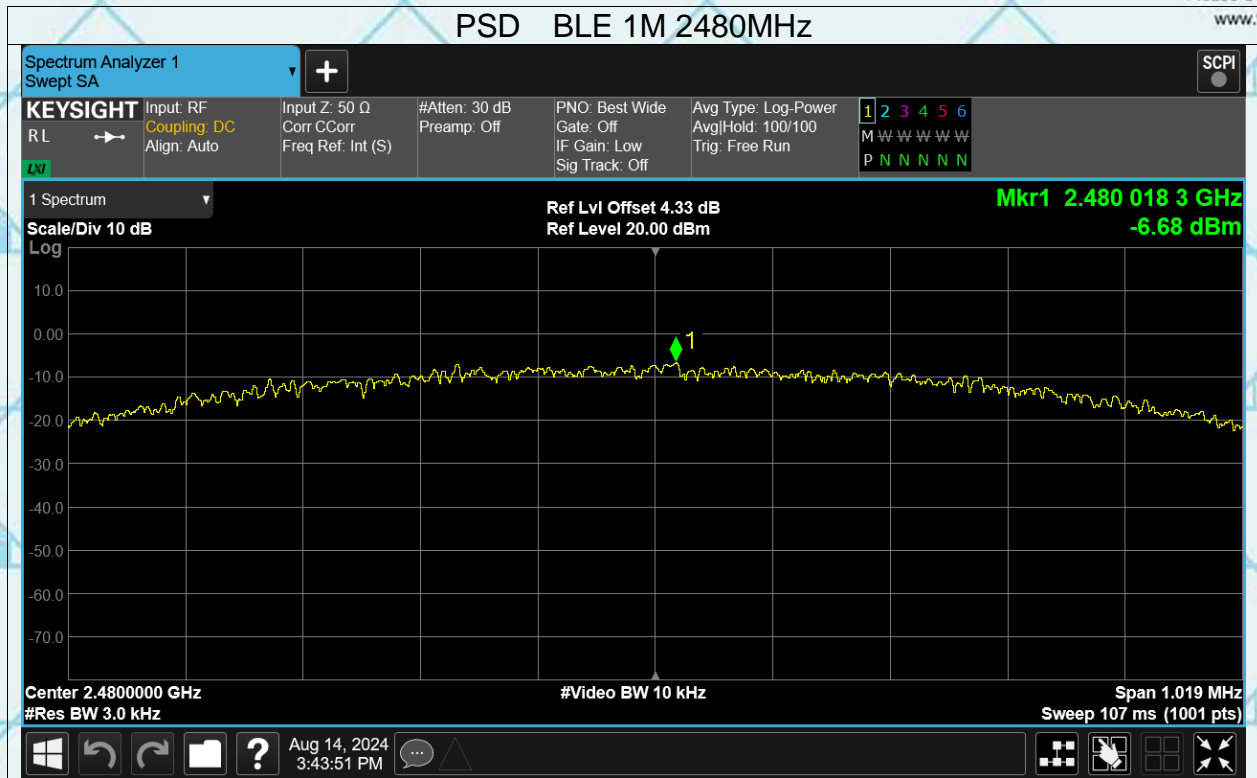 www.
PSD BLE 1M 2480MHz
Spectrum Analyzer 1
Swept SA
+
SCPI
KEYSIGHT
RL
LXI
Input: RF
Coupling: DC
Align: Auto
Input Z: 50 Ω
Corr CCorr
Freq Ref: Int (S)
#Atten: 30 dB
Preamp: Off
PNO: Best Wide
Gate: Off
IF Gain: Low
Sig Track: Off
Avg Type: Log-Power
Avg|Hold: 100/100
Trig: Free Run
1 2 3 4 5 6
M W W W W W
P N N N N N
1 Spectrum
Scale/Div 10 dB
Log
Ref Lvl Offset 4.33 dB
Ref Level 20.00 dBm
Mkr1 2.480 018 3 GHz
-6.68 dBm
10.0
0.00
-10.0
-20.0
-30.0
-40.0
-50.0
-60.0
-70.0
1
Center 2.4800000 GHz
#Res BW 3.0 kHz
#Video BW 10 kHz
Span 1.019 MHz
Sweep 107 ms (1001 pts)
?
Aug 14, 2024
3:43:51 PM